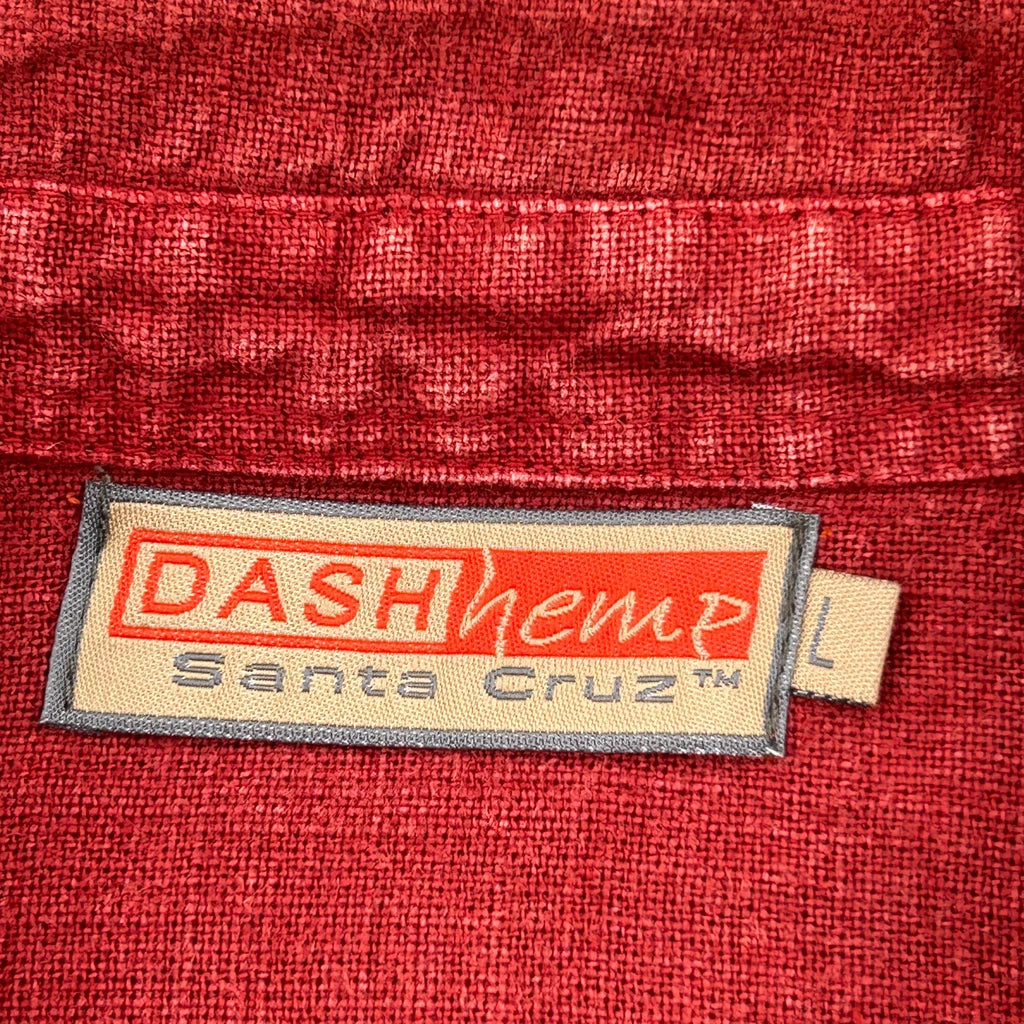 DASH hemp
Santa Cruz™
L